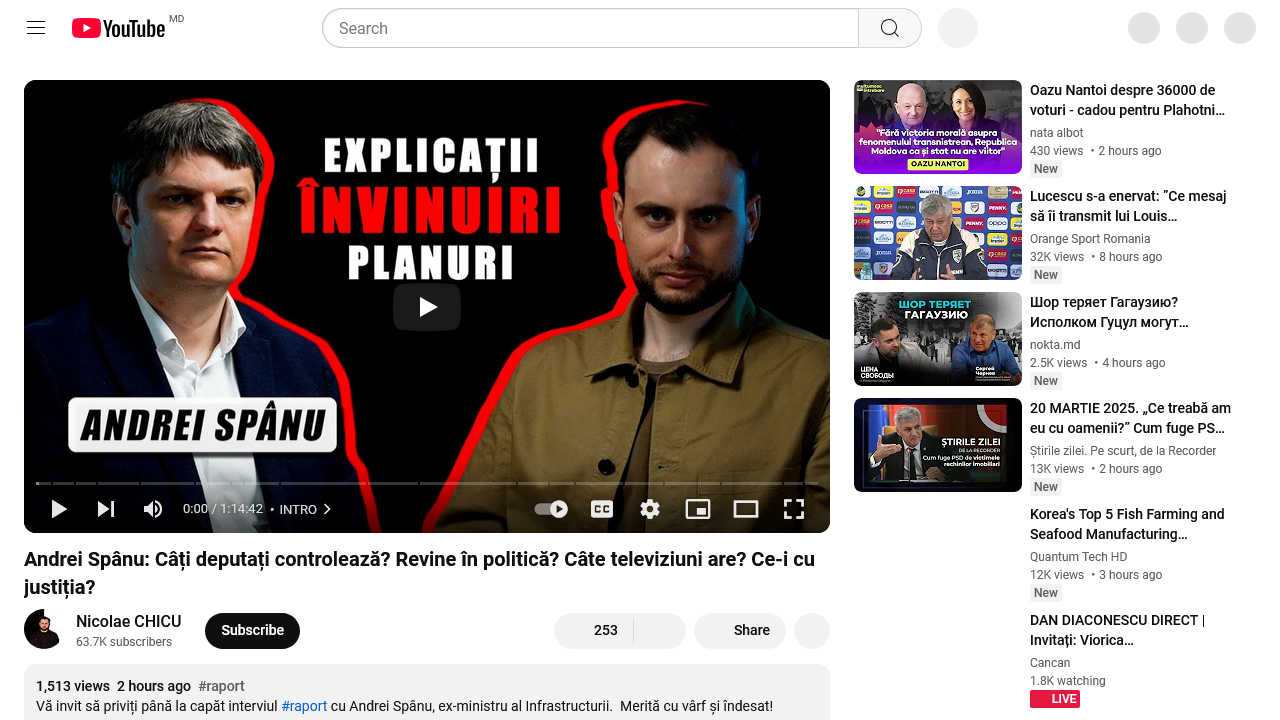 YouTube MD
Search
EXPLICAȚII
ÎNVINUIRI
PLANURI
ANDREI SPÂNU
0:00 / 1:14:42 • INTRO
CC
Andrei Spânu: Câți deputați controlează? Revine în politică? Câte televiziuni are? Ce-i cu
justiția?
Nicolae CHICU
63.7K subscribers
Subscribe
253
Share
1,513 views 2 hours ago #raport
Vă invit să priviți până la capăt interviul #raport cu Andrei Spânu, ex-ministru al Infrastructurii. Merită cu vârf și îndesat!
"Fără victoria morală asupra
fenomenului transnistrean, Republica
Moldova ca și stat nu are viitor"
OAZU NANTOI
Oazu Nantoi despre 36000 de
voturi - cadou pentru Plahotni...
nata albot
430 views • 2 hours ago
New
Lucescu s-a enervat: ”Ce mesaj
să îi transmit lui Louis...
Orange Sport Romania
32K views • 8 hours ago
New
ШОР ТЕРЯЕТ
ГАГАУЗИЮ
ЦЕНА
СВОБОДЫ
Сергей
Чернев
Шор теряет Гагаузию?
Исполком Гуцул могут...
nokta.md
2.5K views • 4 hours ago
New
ȘTIRILE ZILEI
DE LA RECORDER
Cum fuge PSD de victimele
rechinilor imobiliari
20 MARTIE 2025. „Ce treabă am
eu cu oamenii?” Cum fuge PS...
Știrile zilei. Pe scurt, de la Recorder
13K views • 2 hours ago
New
Korea's Top 5 Fish Farming and
Seafood Manufacturing...
Quantum Tech HD
12K views • 3 hours ago
New
DAN DIACONESCU DIRECT |
Invitați: Viorica...
Cancan
1.8K watching
LIVE